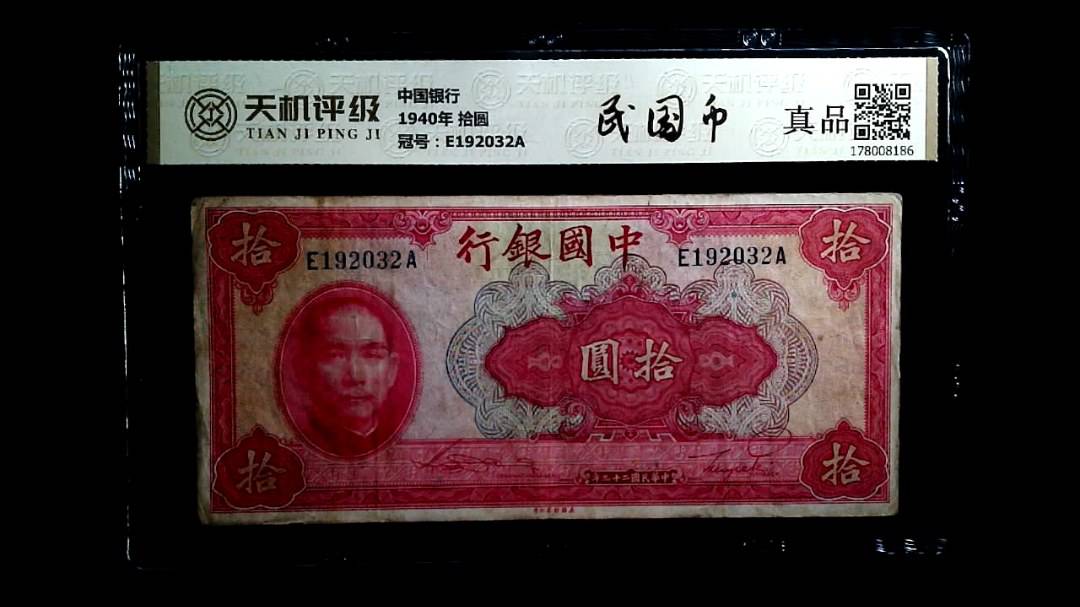 天机评级
TIAN JI PING JI
中国银行
1940年 拾圆
冠号：E192032A
民国币
真品
178008186
拾
拾
行銀國中
E192032A
E192032A
圓拾
拾
拾